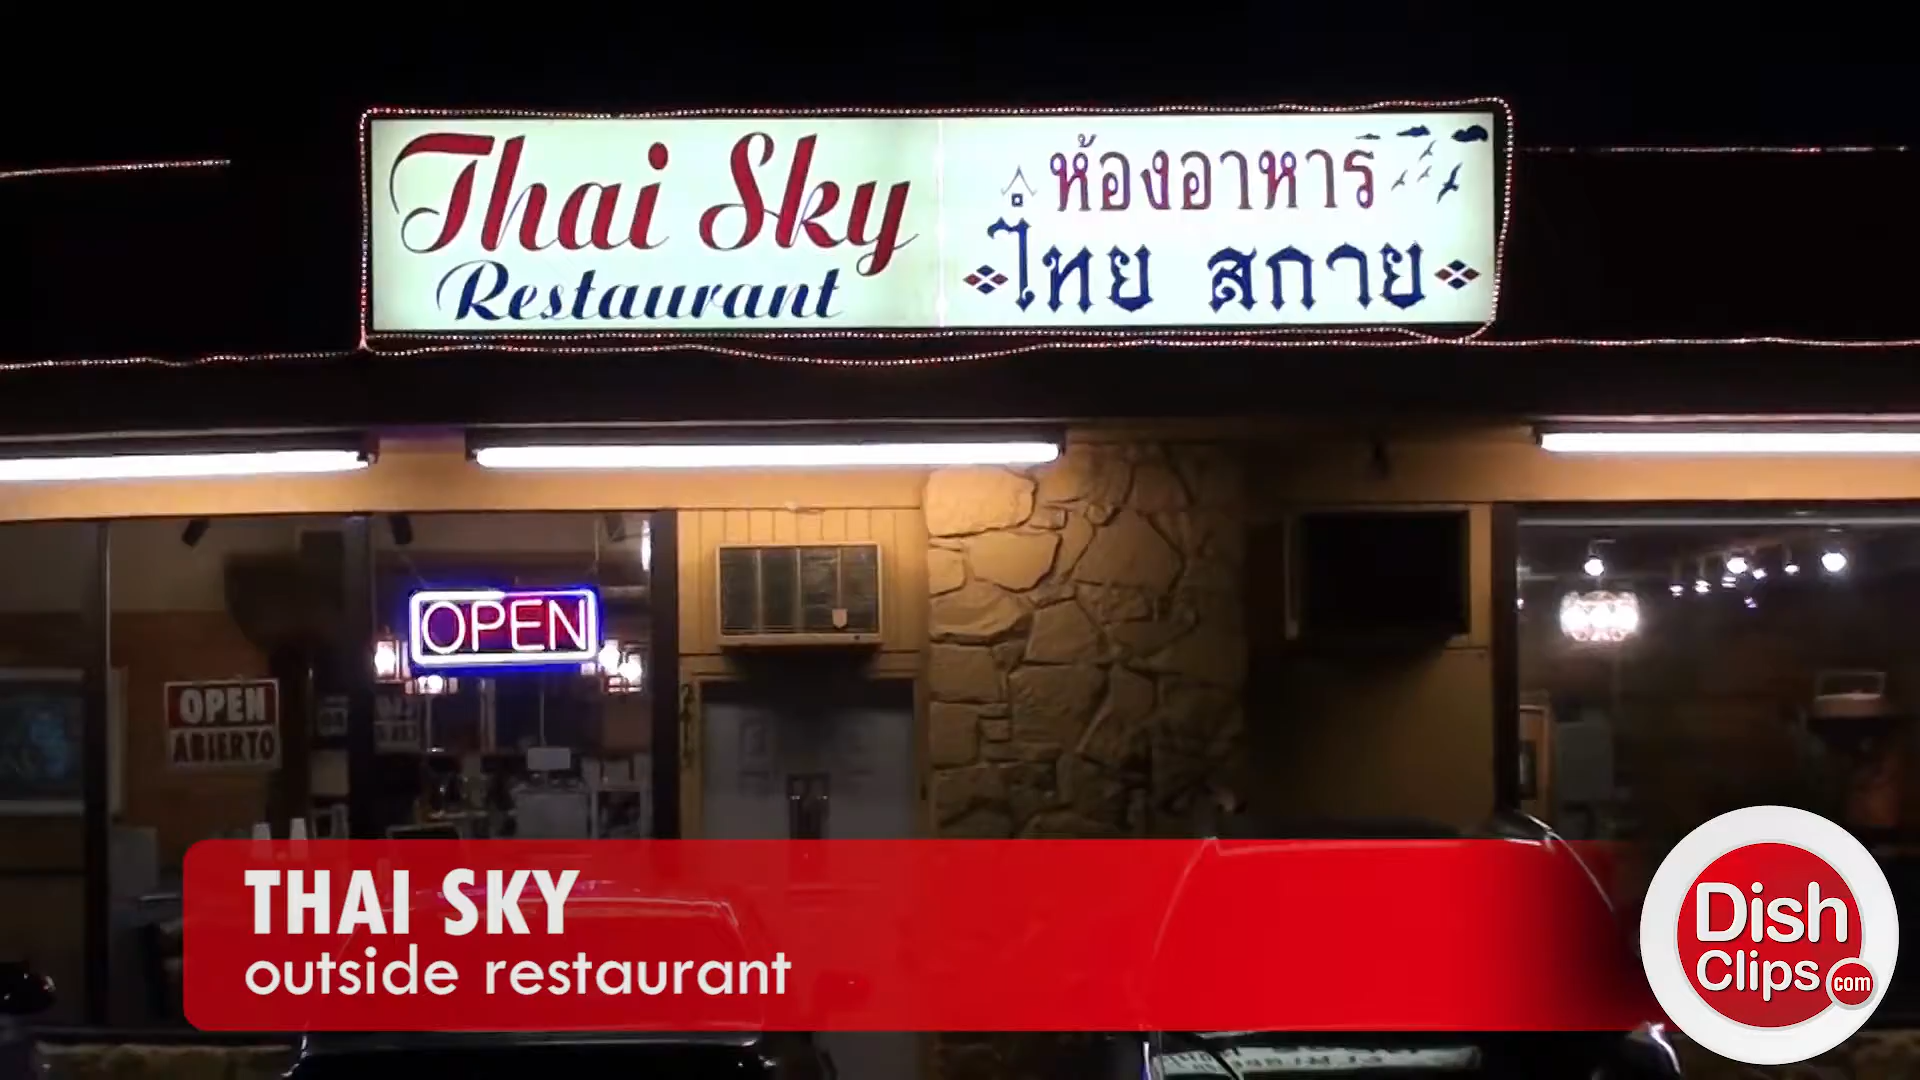 Thai Sky
Restaurant
ห้องอาหาร
ไทย สกาย
OPEN
OPEN
ABIERTO
THAI SKY
outside restaurant
Dish
Clips
com